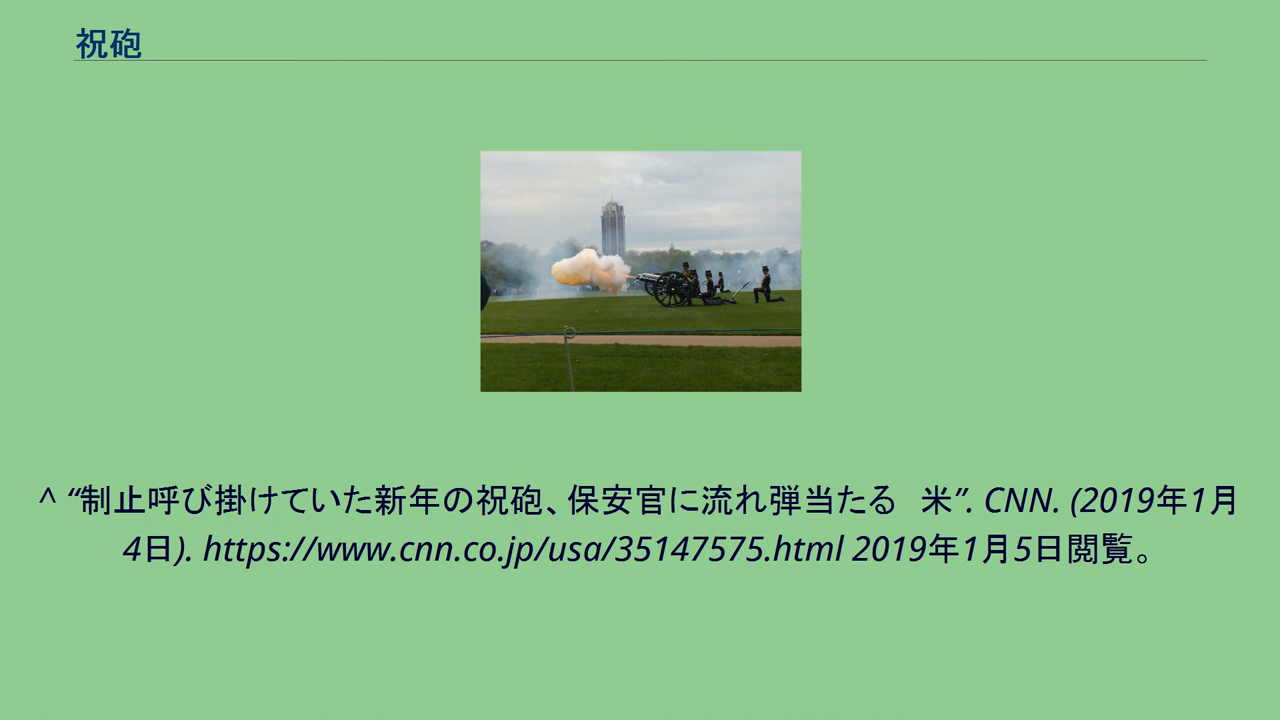 祝砲
^ “制止呼び掛けていた新年の祝砲、保安官に流れ弾当たる　米”. CNN. (2019年1月
4日). https://www.cnn.co.jp/usa/35147575.html 2019年1月5日閲覧。